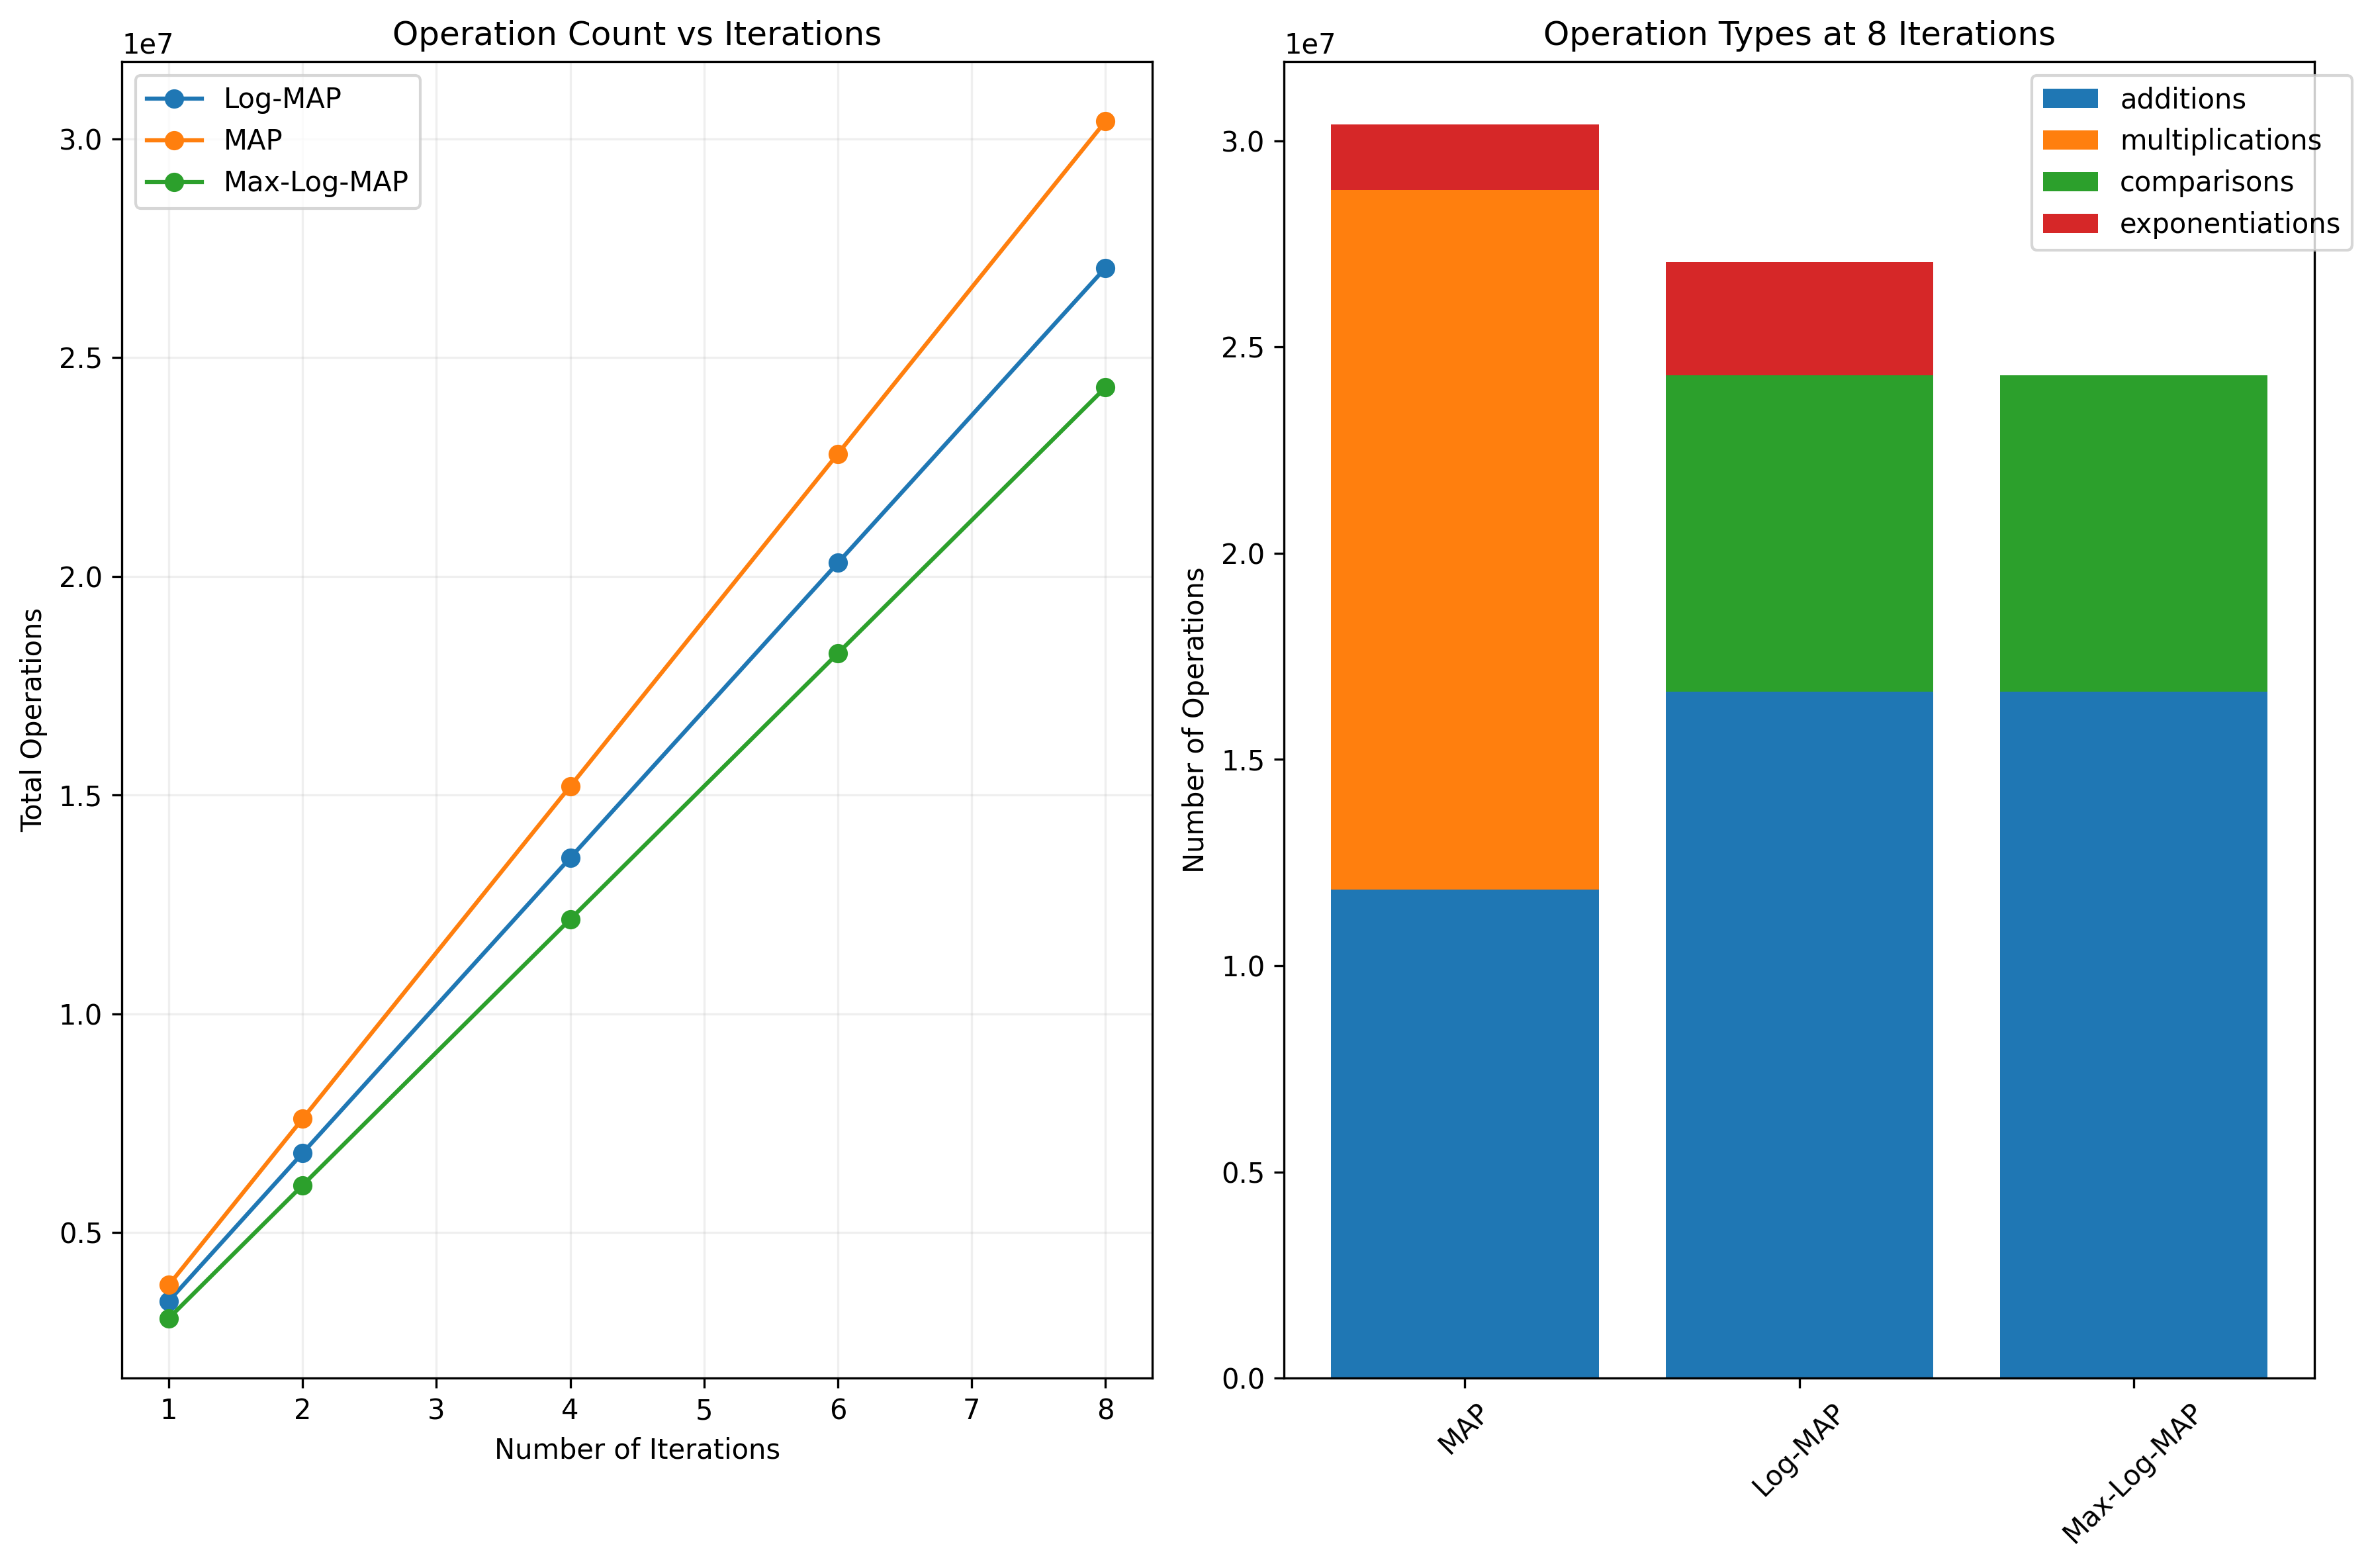 Operation Count vs Iterations
1e7
Log-MAP
MAP
Max-Log-MAP
3.0
2.5
2.0
1.5
1.0
0.5
Total Operations
1
2
3
4
5
6
7
8
Number of Iterations
Operation Types at 8 Iterations
1e7
additions
multiplications
comparisons
exponentiations
3.0
2.5
2.0
1.5
1.0
0.5
0.0
Number of Operations
MAP
Log-MAP
Max-Log-MAP